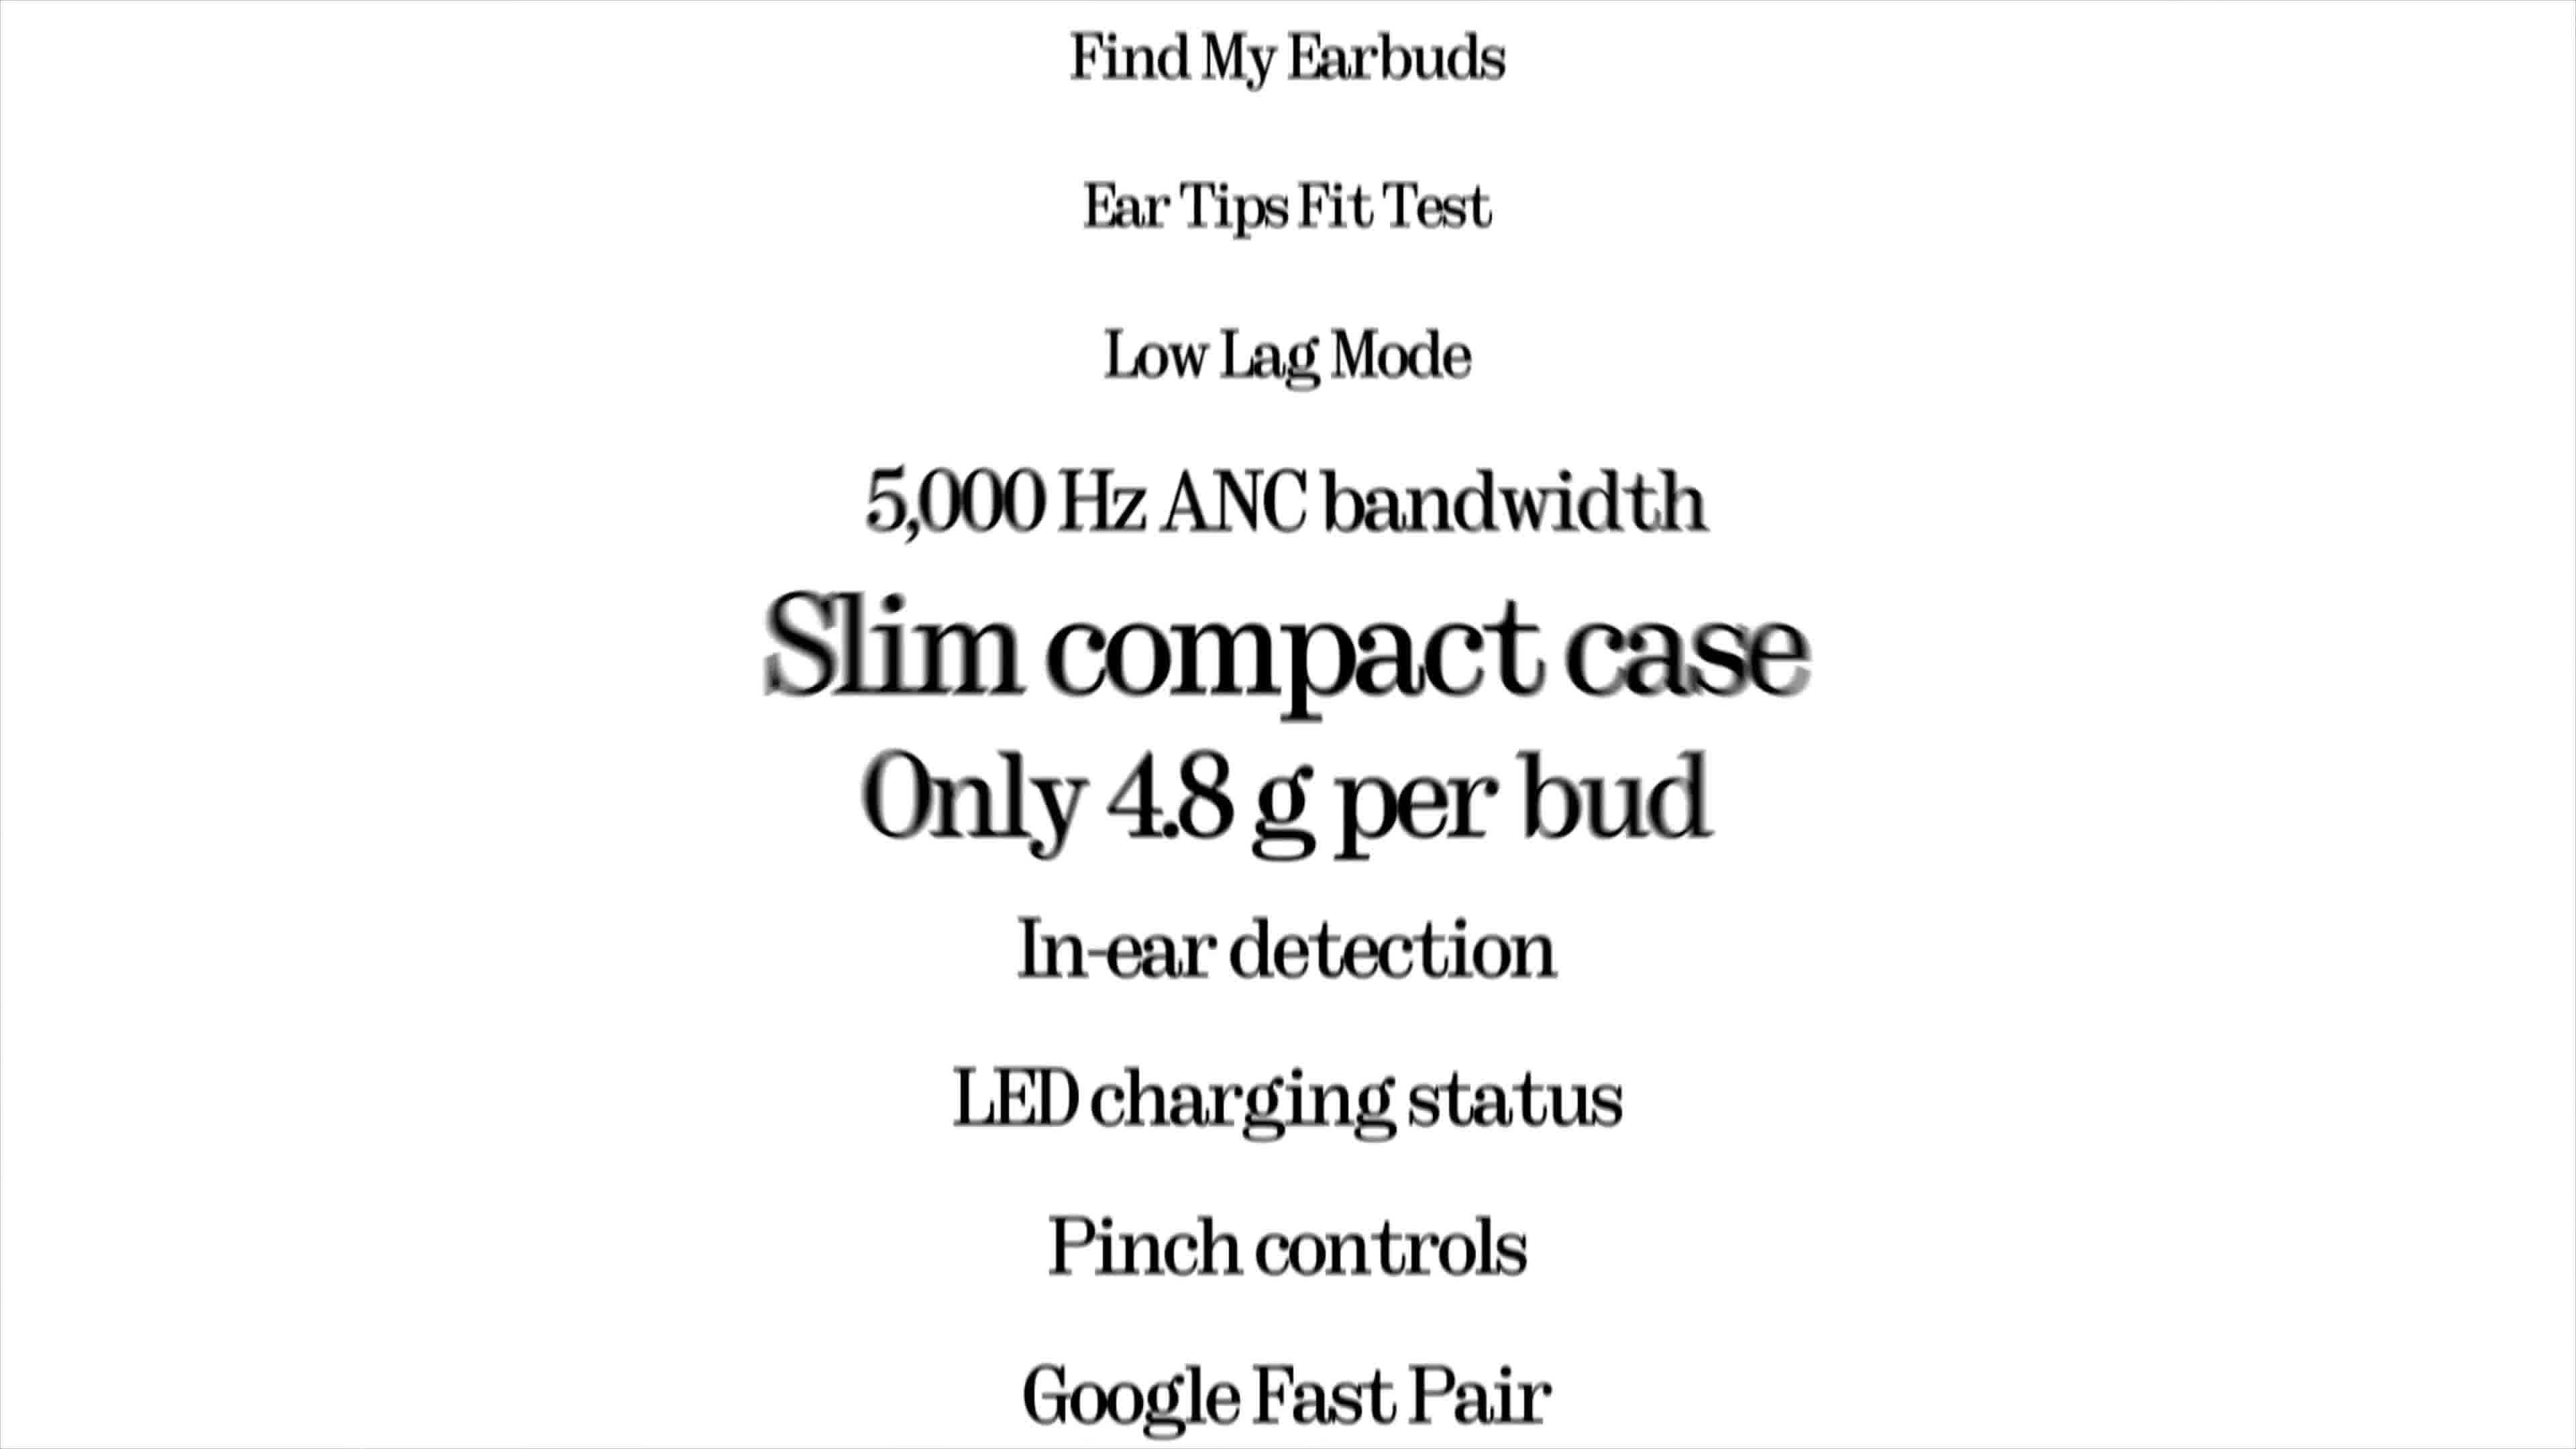 Find My Earbuds
Ear Tips Fit Test
Low Lag Mode
5,000 Hz ANC bandwidth
Slim compact case
Only 4.8 g per bud
In-ear detection
LED charging status
Pinch controls
Google Fast Pair